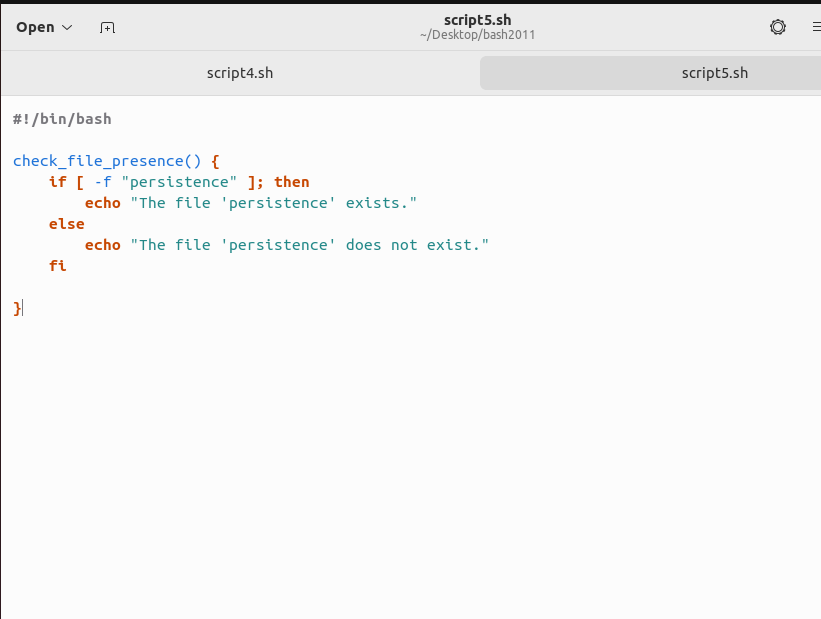 Open
script5.sh
~/Desktop/bash2011
script4.sh
script5.sh
#!/bin/bash
check_file_presence() {
    if [ -f "persistence" ]; then
        echo "The file 'persistence' exists."
    else
        echo "The file 'persistence' does not exist."
    fi
}